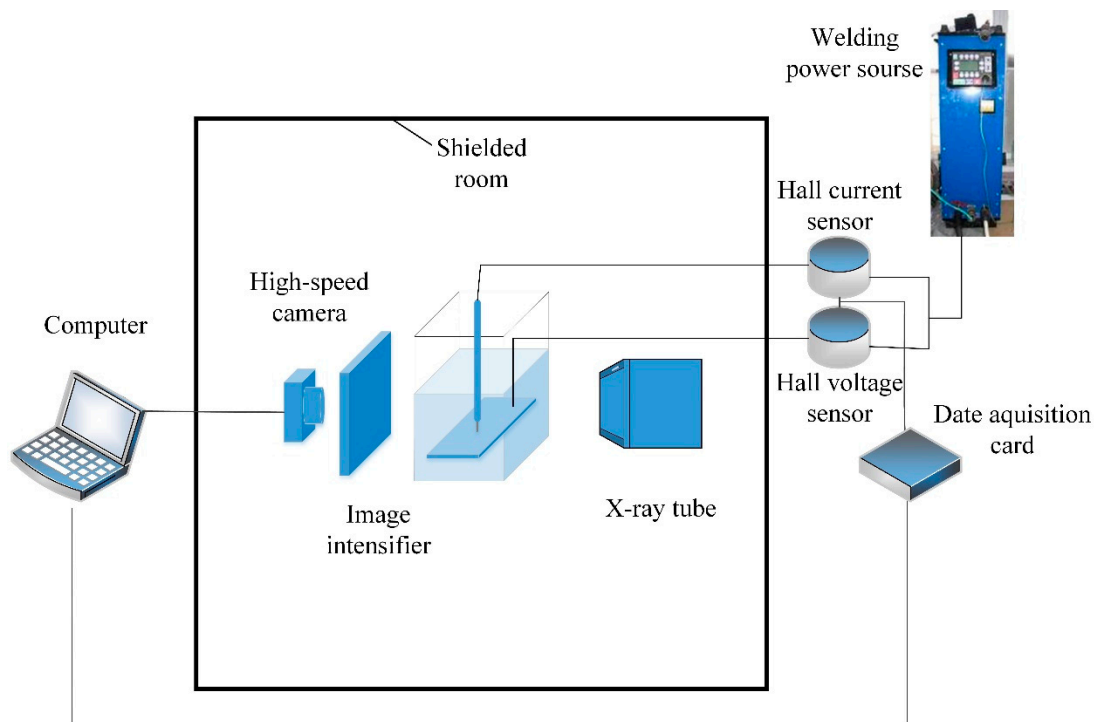 Welding
power sourse
Shielded
room
Hall current
sensor
High-speed
camera
Computer
Hall voltage
sensor
Date aquisition
card
X-ray tube
Image
intensifier